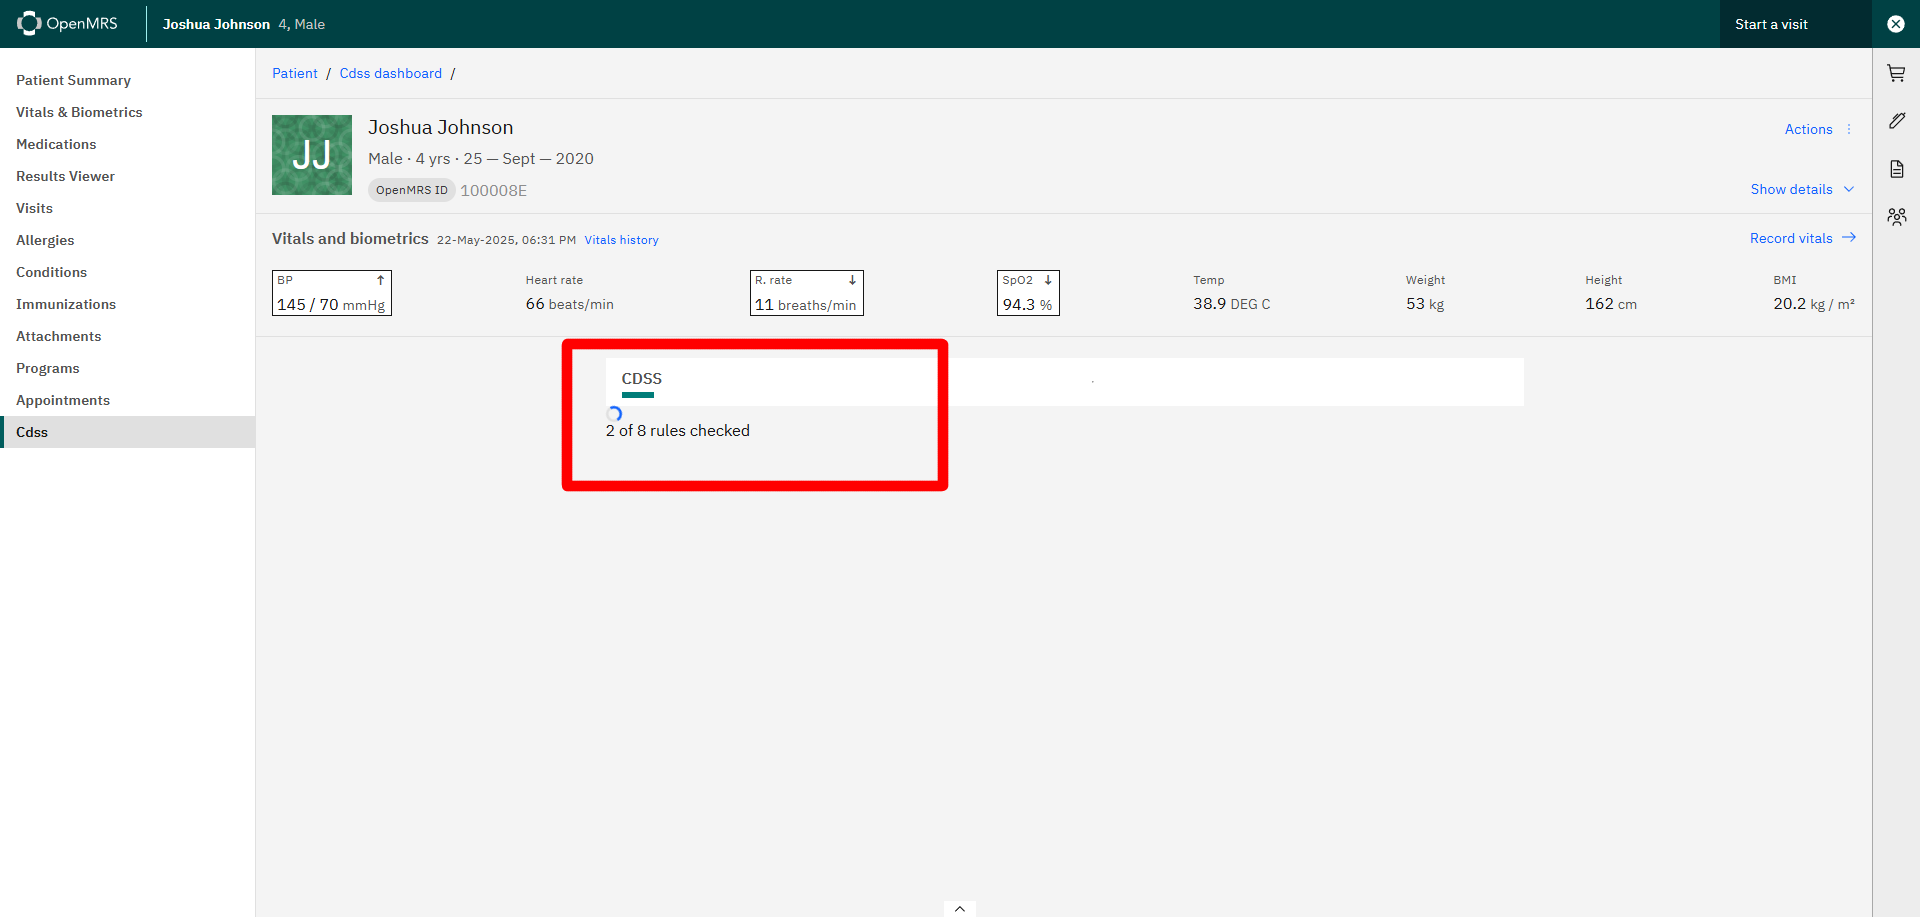 OpenMRS
Joshua Johnson 4, Male
Start a visit
Patient Summary
Vitals & Biometrics
Medications
Results Viewer
Visits
Allergies
Conditions
Immunizations
Attachments
Programs
Appointments
Cdss
Patient / Cdss dashboard /
JJ
Joshua Johnson
Male · 4 yrs · 25 — Sept — 2020
OpenMRS ID 100008E
Actions
Show details
Vitals and biometrics 22-May-2025, 06:31 PM Vitals history
Record vitals →
BP ↑
145 / 70 mmHg
Heart rate
66 beats/min
R. rate ↓
11 breaths/min
SpO2 ↓
94.3 %
Temp
38.9 DEG C
Weight
53 kg
Height
162 cm
BMI
20.2 kg / m²
CDSS
2 of 8 rules checked